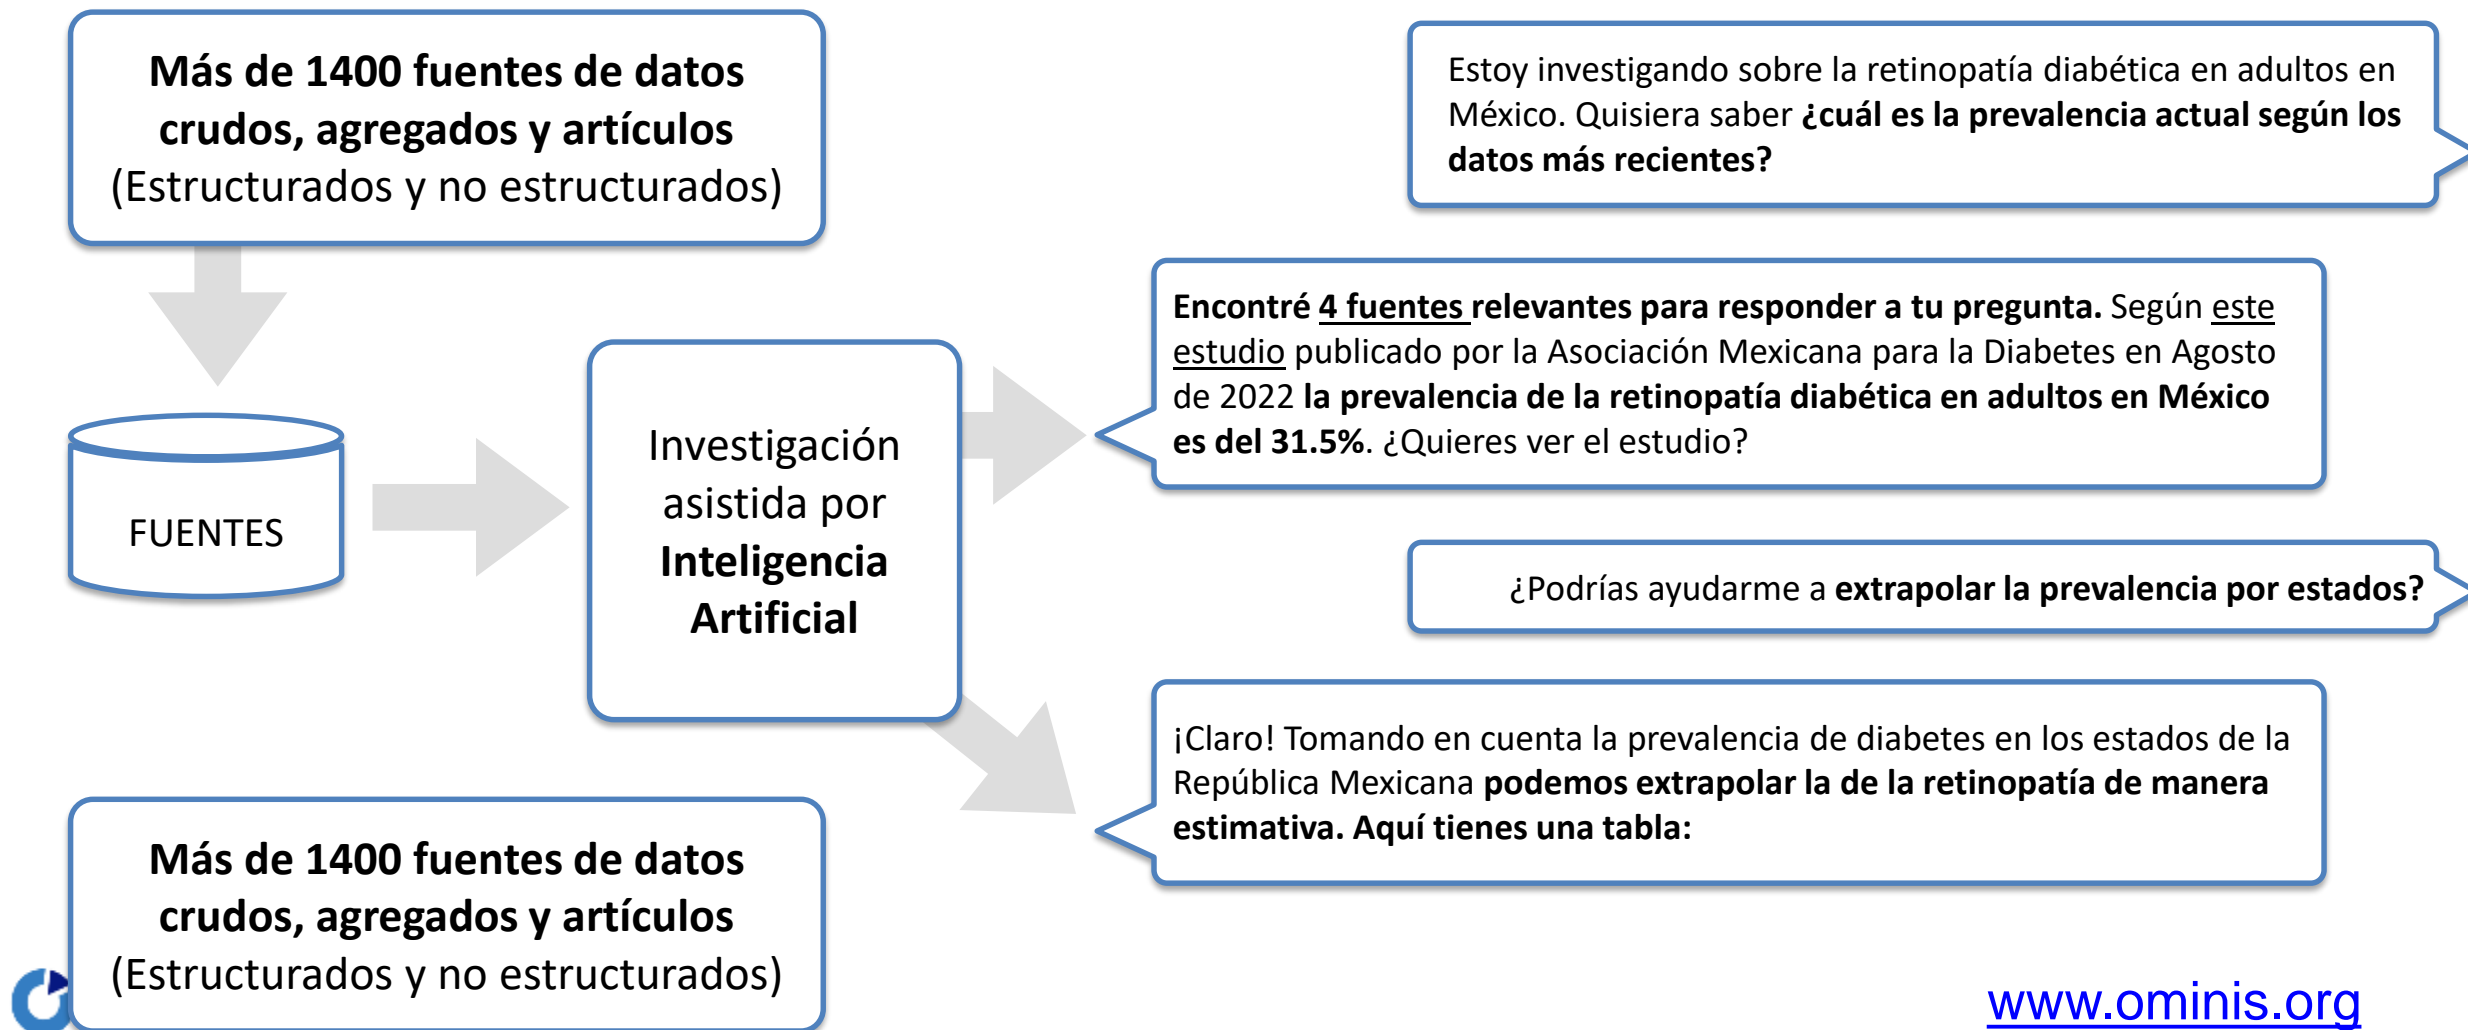 Más de 1400 fuentes de datos
crudos, agregados y artículos
(Estructurados y no estructurados)
FUENTES
Investigación
asistida por
Inteligencia
Artificial
Más de 1400 fuentes de datos
crudos, agregados y artículos
(Estructurados y no estructurados)
Estoy investigando sobre la retinopatía diabética en adultos en
México. Quisiera saber ¿cuál es la prevalencia actual según los
datos más recientes?
Encontré 4 fuentes relevantes para responder a tu pregunta. Según este
estudio publicado por la Asociación Mexicana para la Diabetes en Agosto
de 2022 la prevalencia de la retinopatía diabética en adultos en México
es del 31.5%. ¿Quieres ver el estudio?
¿Podrías ayudarme a extrapolar la prevalencia por estados?
¡Claro! Tomando en cuenta la prevalencia de diabetes en los estados de la
República Mexicana podemos extrapolar la de la retinopatía de manera
estimativa. Aquí tienes una tabla:
www.ominis.org